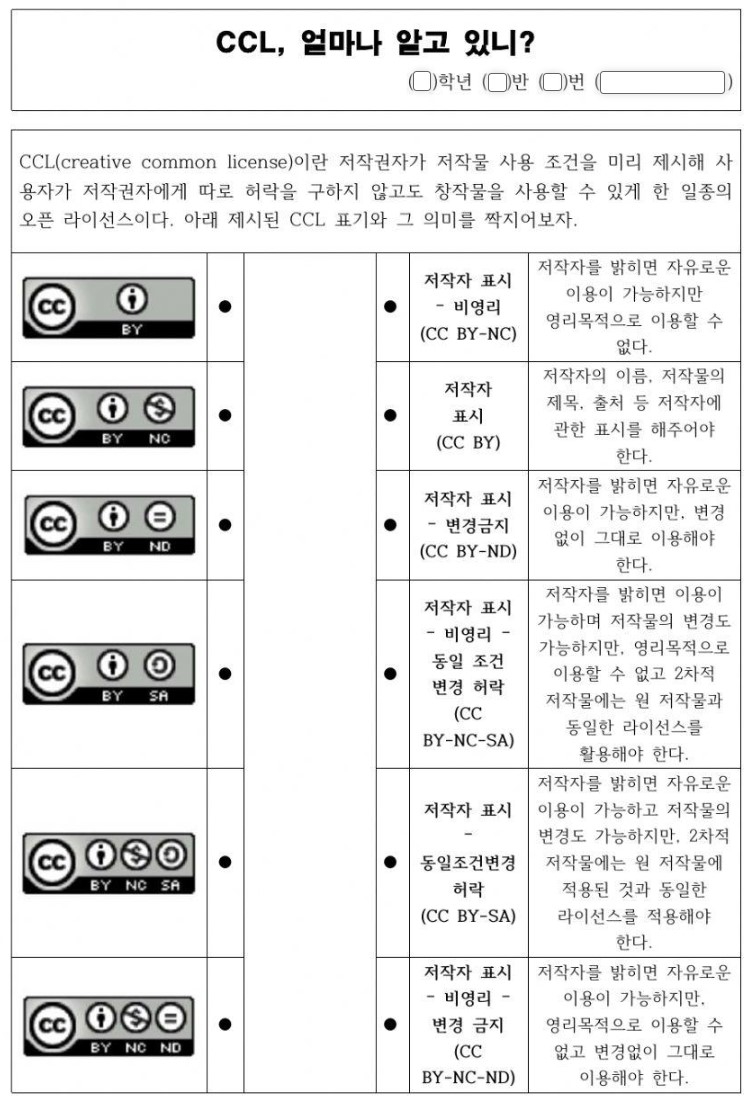 CCL, 얼마나 알고 있니?
(  )학년 (  )반 (  )번 (  )
CCL(creative common license)이란 저작권자가 저작물 사용 조건을 미리 제시해 사
용자가 저작권자에게 따로 허락을 구하지 않고도 창작물을 사용할 수 있게 한 일종의
오픈 라이선스이다. 아래 제시된 CCL 표기와 그 의미를 짝지어보자.
cc
BY
저작자 표시
- 비영리
(CC BY-NC)
저작자를 밝히면 자유로운
이용이 가능하지만
영리목적으로 이용할 수
없다.
cc
BY NC
저작자
표시
(CC BY)
저작자의 이름, 저작물의
제목, 출처 등 저작자에
관한 표시를 해주어야
한다.
cc
BY ND
저작자 표시
- 변경금지
(CC BY-ND)
저작자를 밝히면 자유로운
이용이 가능하지만, 변경
없이 그대로 이용해야
한다.
cc
BY SA
저작자 표시
- 비영리 -
동일 조건
변경 허락
(CC
BY-NC-SA)
저작자를 밝히면 이용이
가능하며 저작물의 변경도
가능하지만, 영리목적으로
이용할 수 없고 2차적
저작물에는 원 저작물과
동일한 라이선스를
활용해야 한다.
cc
BY NC SA
저작자 표시
-
동일조건변경
허락
(CC BY-SA)
저작자를 밝히면 자유로운
이용이 가능하고 저작물의
변경도 가능하지만, 2차적
저작물에는 원 저작물에
적용된 것과 동일한
라이선스를 적용해야
한다.
cc
BY NC ND
저작자 표시
- 비영리 -
변경 금지
(CC
BY-NC-ND)
저작자를 밝히면 자유로운
이용이 가능하지만,
영리목적으로 이용할 수
없고 변경없이 그대로
이용해야 한다.